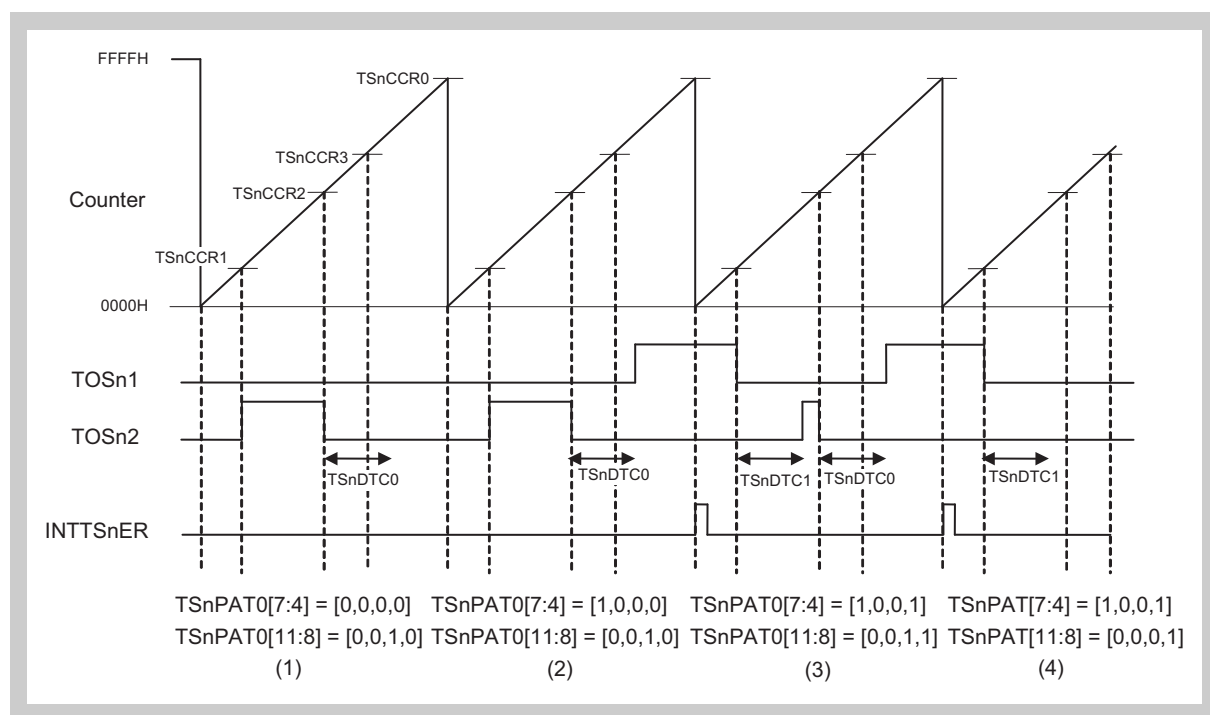 FFFFH
TSnCCR0
TSnCCR3
TSnCCR2
Counter
TSnCCR1
0000H
TOSn1
TOSn2
TSnDTC0
TSnDTC0
TSnDTC1
TSnDTC0
TSnDTC1
INTTSnER
TSnPAT0[7:4] = [0,0,0,0]
TSnPAT0[11:8] = [0,0,1,0]
(1)
TSnPAT0[7:4] = [1,0,0,0]
TSnPAT0[11:8] = [0,0,1,0]
(2)
TSnPAT0[7:4] = [1,0,0,1]
TSnPAT0[11:8] = [0,0,1,1]
(3)
TSnPAT[7:4] = [1,0,0,1]
TSnPAT[11:8] = [0,0,0,1]
(4)